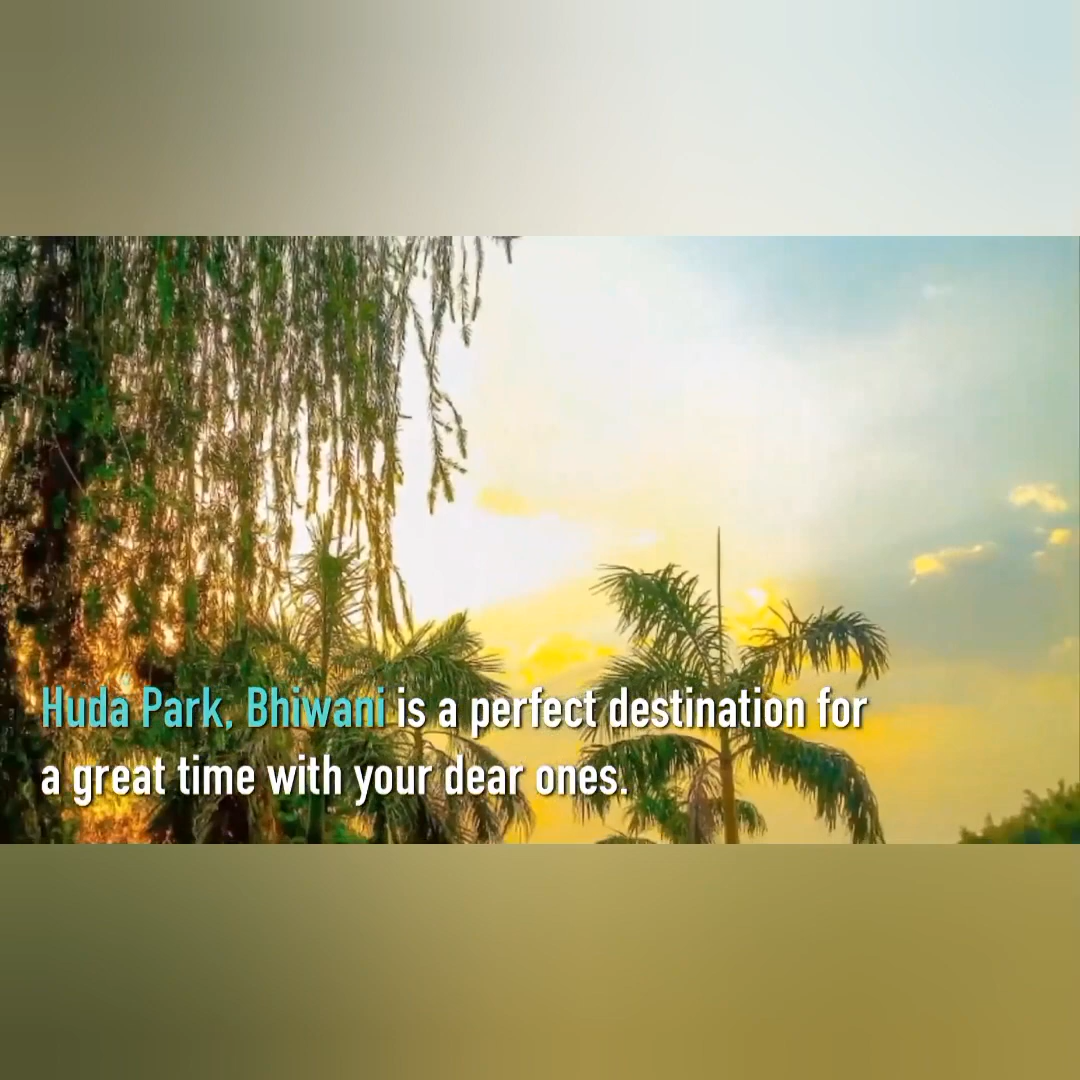 Huda Park, Bhiwani is a perfect destination for
a great time with your dear ones.